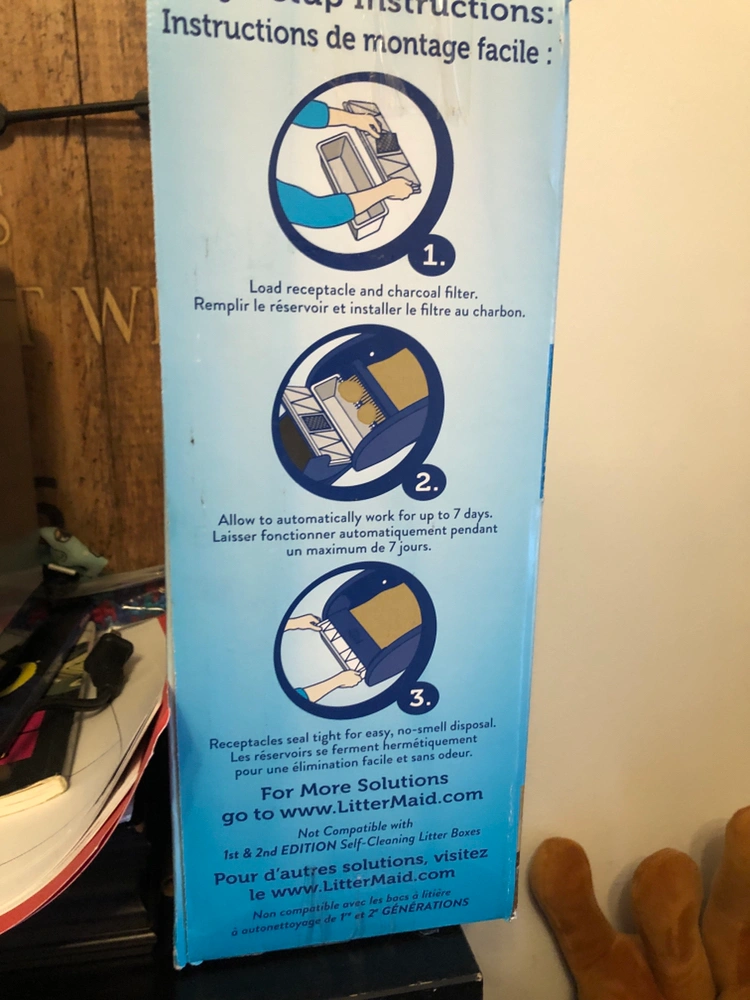 Instructions:
Instructions de montage facile :
1.
Load receptacle and charcoal filter.
Remplir le réservoir et installer le filtre au charbon.
2.
Allow to automatically work for up to 7 days.
Laisser fonctionner automatiquement pendant
un maximum de 7 jours.
3.
Receptacles seal tight for easy, no-smell disposal.
Les réservoirs se ferment hermétiquement
pour une élimination facile et sans odeur.
For More Solutions
go to www.LitterMaid.com
Not Compatible with
1st & 2nd EDITION Self-Cleaning Litter Boxes
Pour d'autres solutions, visitez
le www.LitterMaid.com
Non compatible avec les bacs à litière
à autonettoyage de 1re et 2e GÉNÉRATIONS